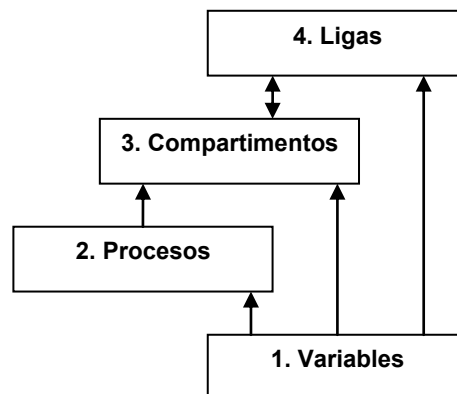 4. Ligas
3. Compartimentos
2. Procesos
1. Variables